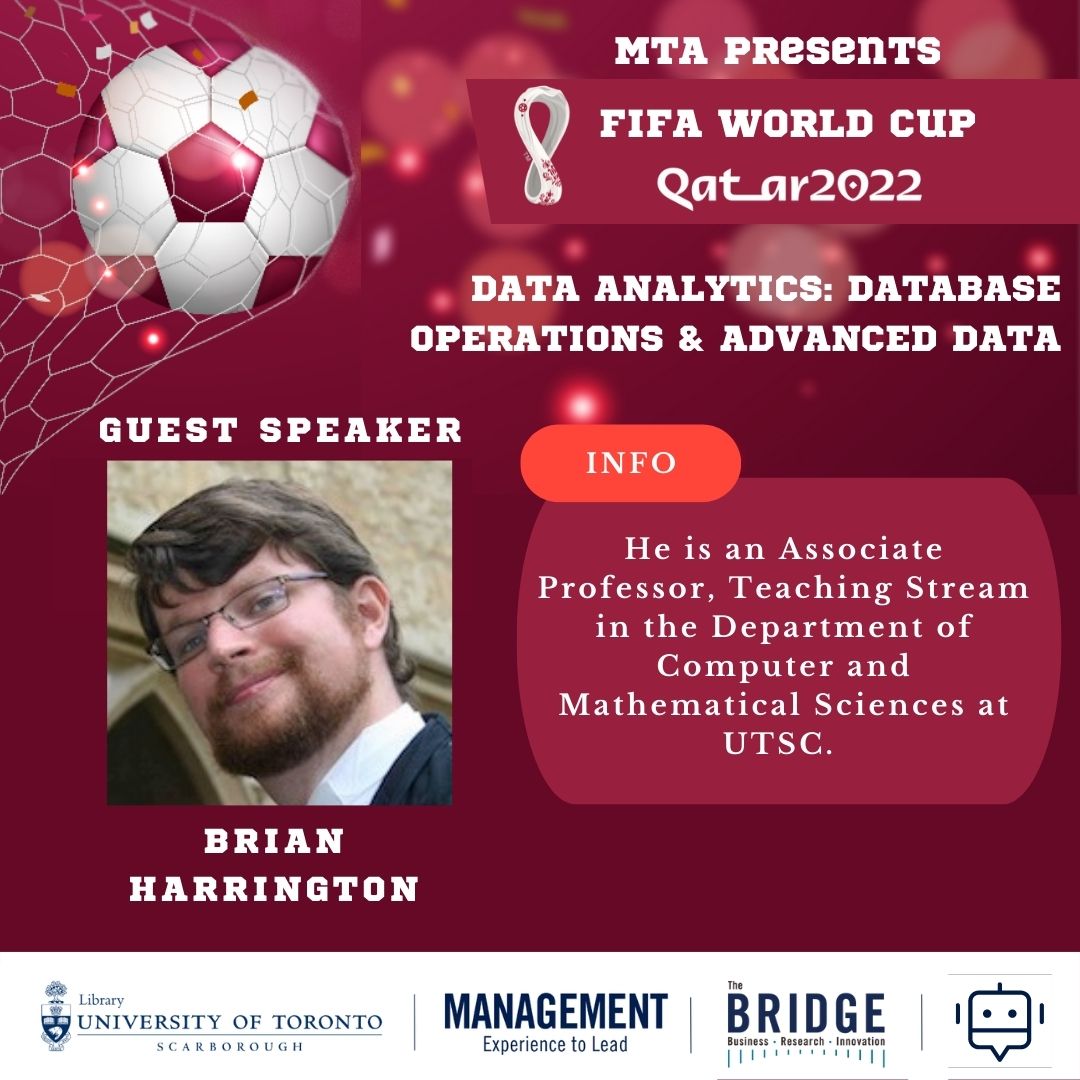 MTA PRESENTS
FIFA WORLD CUP
Qatar2022
DATA ANALYTICS: DATABASE
OPERATIONS & ADVANCED DATA
GUEST SPEAKER
INFO
He is an Associate
Professor, Teaching Stream
in the Department of
Computer and
Mathematical Sciences at
UTSC.
BRIAN
HARRINGTON
Library
UNIVERSITY OF TORONTO
SCARBOROUGH
MANAGEMENT
Experience to Lead
The
BRIDGE
Business · Research · Innovation